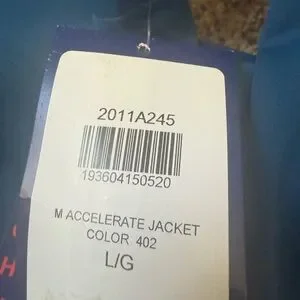 2011A245
193604150520
M ACCELERATE JACKET
COLOR 402
L/G